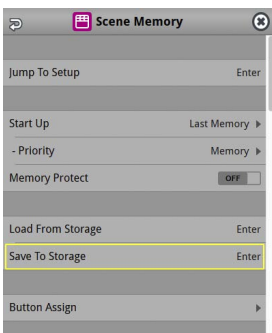 Scene Memory
Jump To Setup Enter
Start Up Last Memory
- Priority Memory
Memory Protect OFF
Load From Storage Enter
Save To Storage Enter
Button Assign